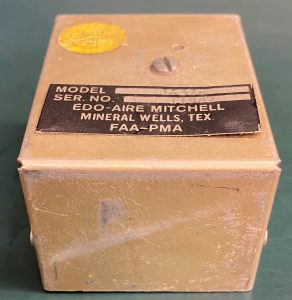 MODEL
SER. NO.
EDO-AIRE MITCHELL
MINERAL WELLS, TEX.
FAA-PMA